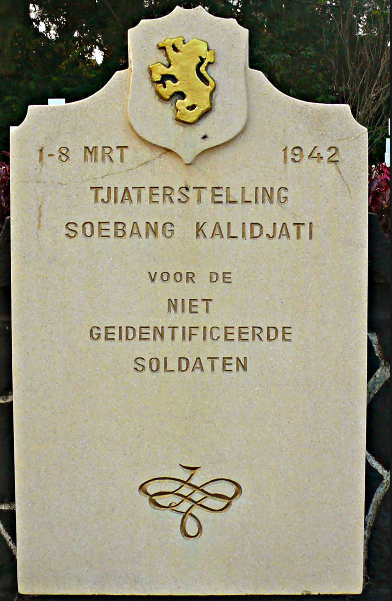 1-8 MRT 1942
TJIATERSTELLING
SOEBANG KALIDJATI
VOOR DE
NIET
GEIDENTIFICEERDE
SOLDATEN